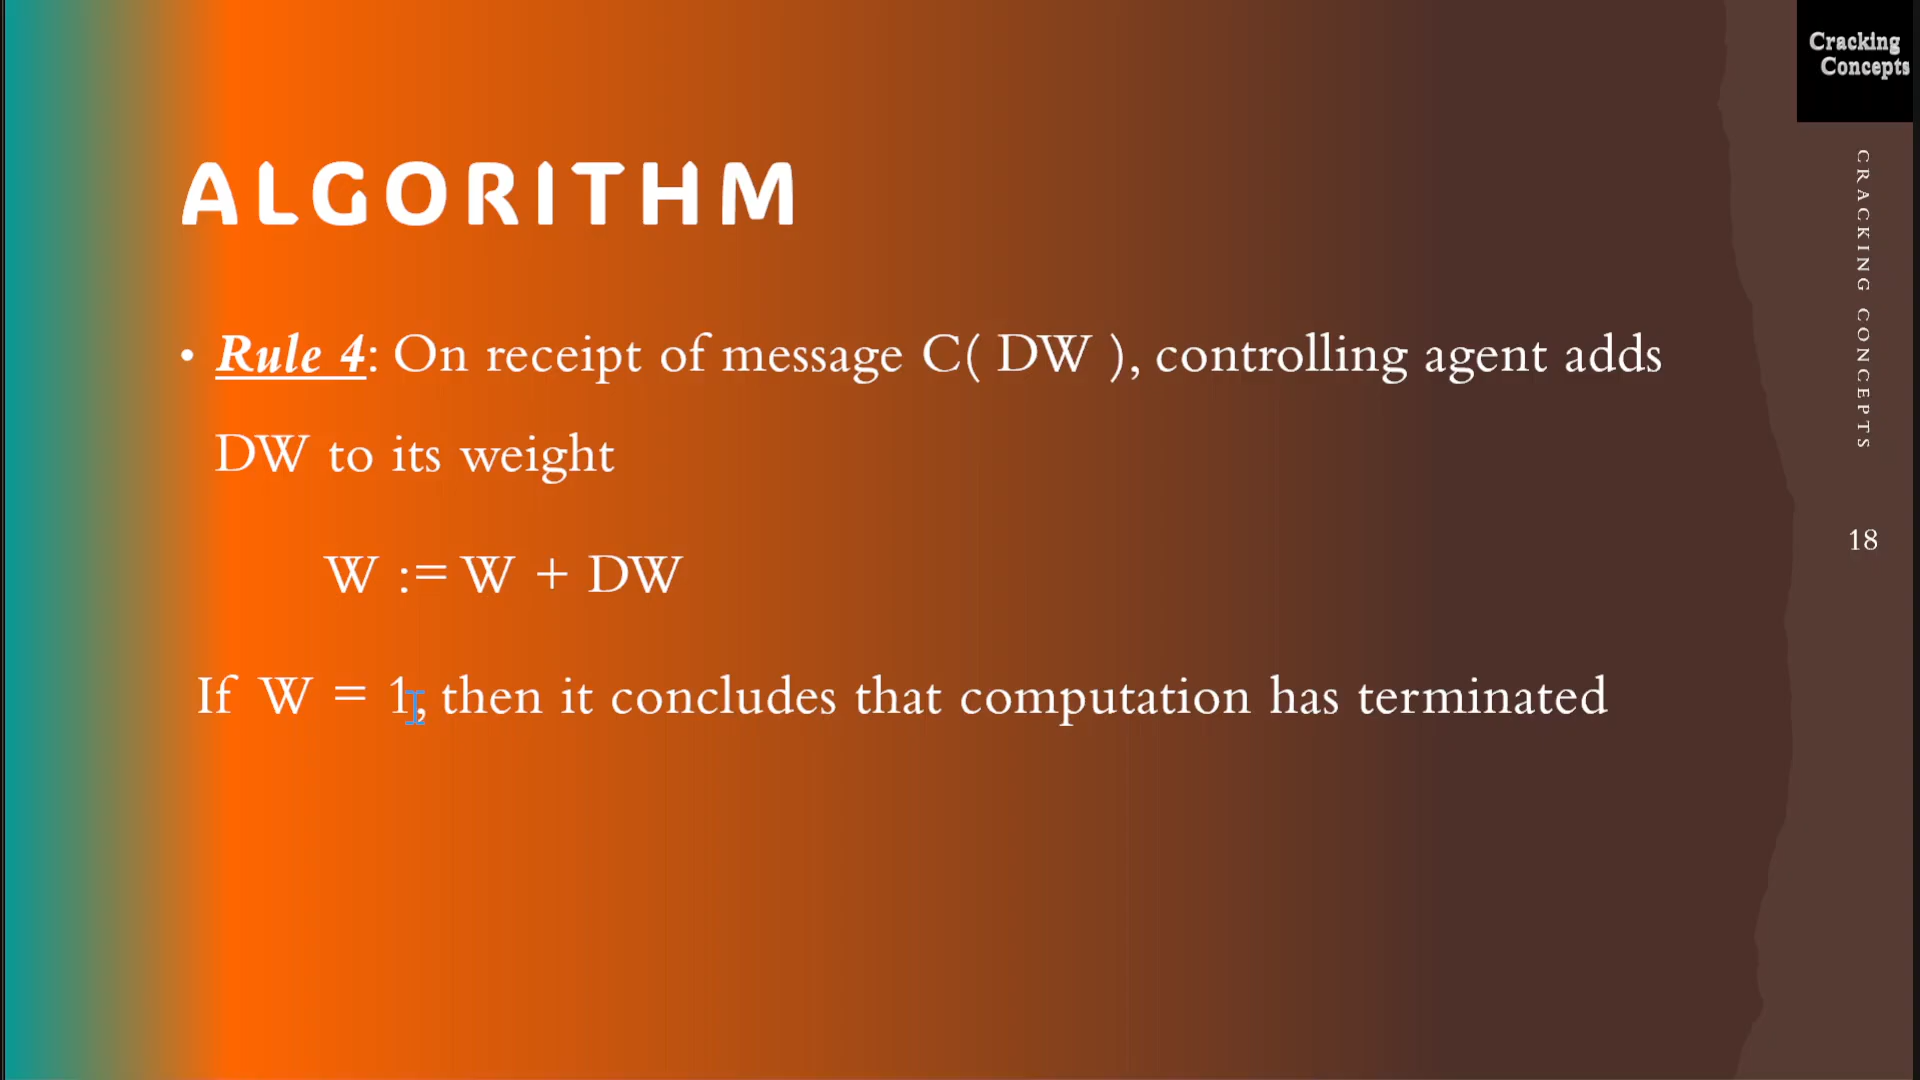 Cracking
Concepts
ALGORITHM
• Rule 4: On receipt of message C( DW ), controlling agent adds
DW to its weight
W := W + DW
If W = 1, then it concludes that computation has terminated
CRACKING CONCEPTS
18